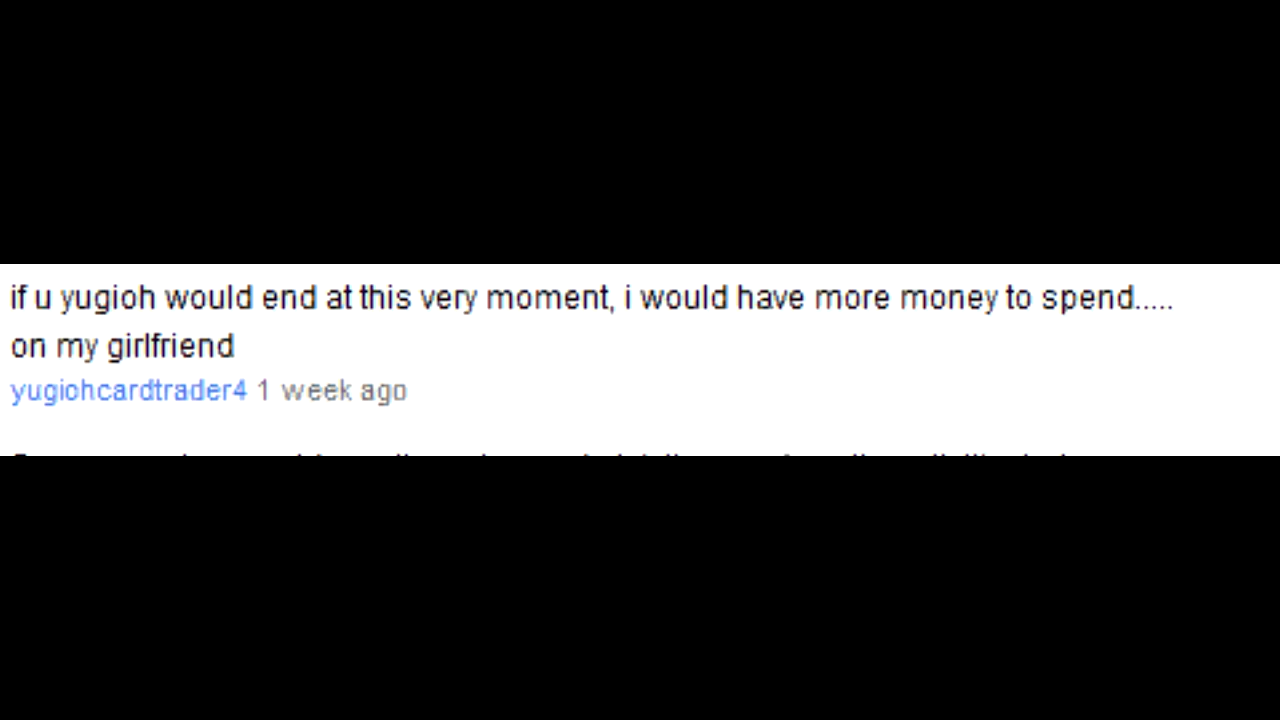 if u yugioh would end at this very moment, i would have more money to spend.....
on my girlfriend
yugiohcardtrader4 1 week ago